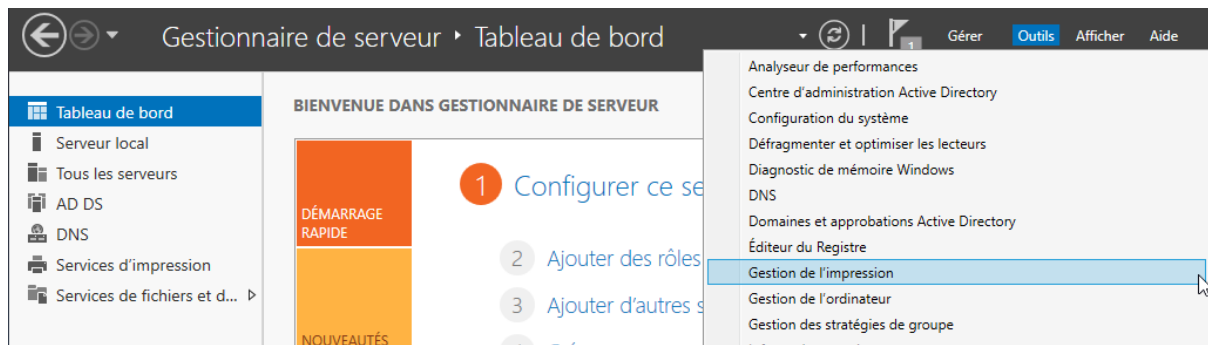 Gestionnaire de serveur ‣ Tableau de bord
1
Gérer
Outils
Afficher
Aide
Tableau de bord
Serveur local
Tous les serveurs
AD DS
DNS
Services d'impression
Services de fichiers et d...
BIENVENUE DANS GESTIONNAIRE DE SERVEUR
DÉMARRAGE
RAPIDE
NOUVEAUTÉS
1 Configurer ce se
2 Ajouter des rôles
3 Ajouter d'autres s
Analyseur de performances
Centre d'administration Active Directory
Configuration du système
Défragmenter et optimiser les lecteurs
Diagnostic de mémoire Windows
DNS
Domaines et approbations Active Directory
Éditeur du Registre
Gestion de l'impression
Gestion de l'ordinateur
Gestion des stratégies de groupe